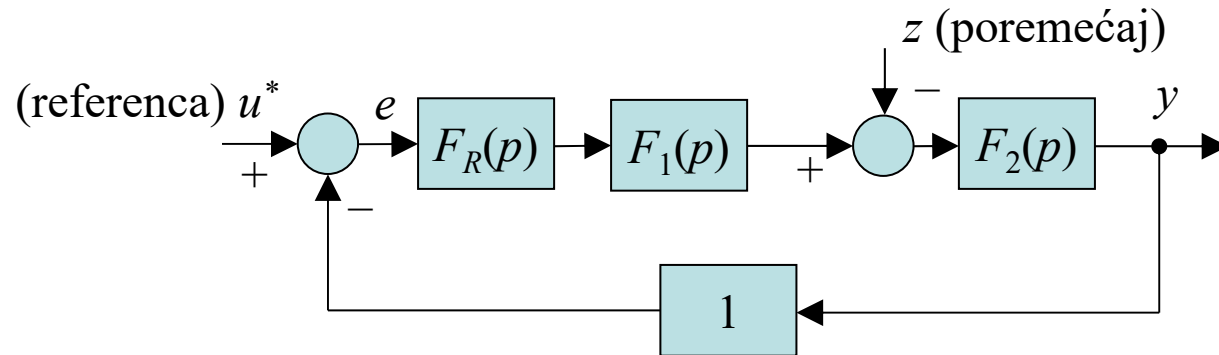 z (poremećaj)
(referenca) u* e y
F_R(p) F_1(p) F_2(p)
+ + −
−
1